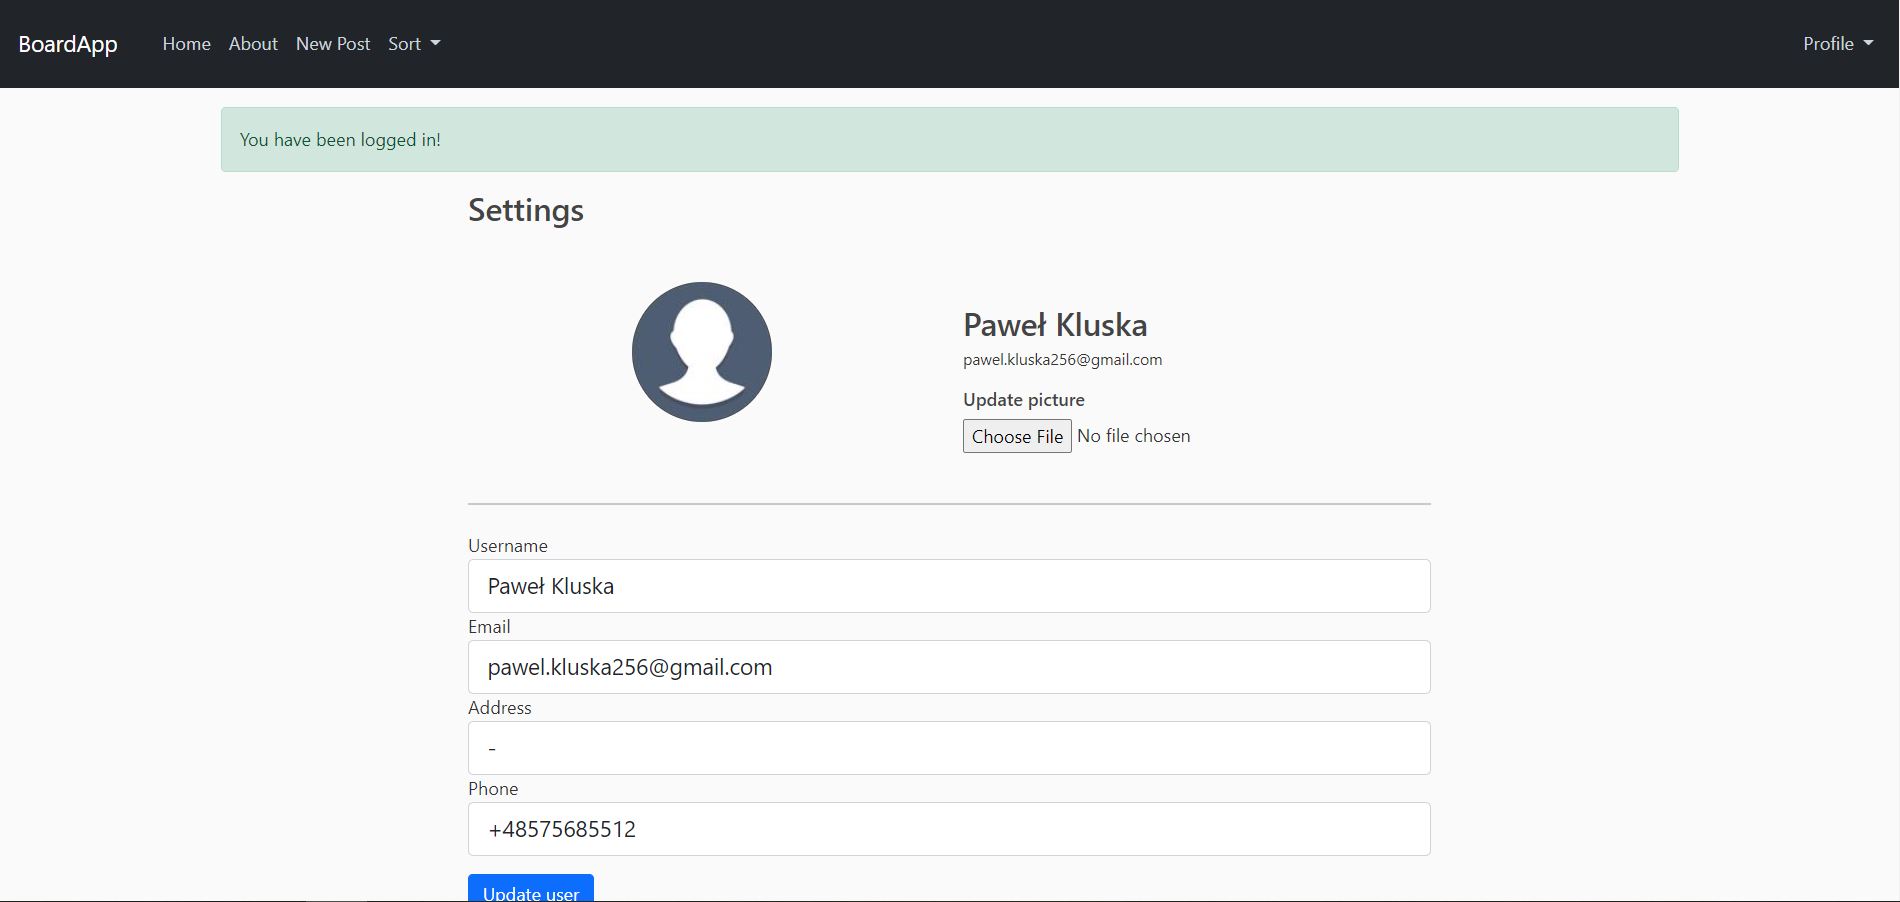 BoardApp Home About New Post Sort Profile
You have been logged in!
Settings
Paweł Kluska
pawel.kluska256@gmail.com
Update picture
Choose File No file chosen
Username
Paweł Kluska
Email
pawel.kluska256@gmail.com
Address
-
Phone
+48575685512
Update user